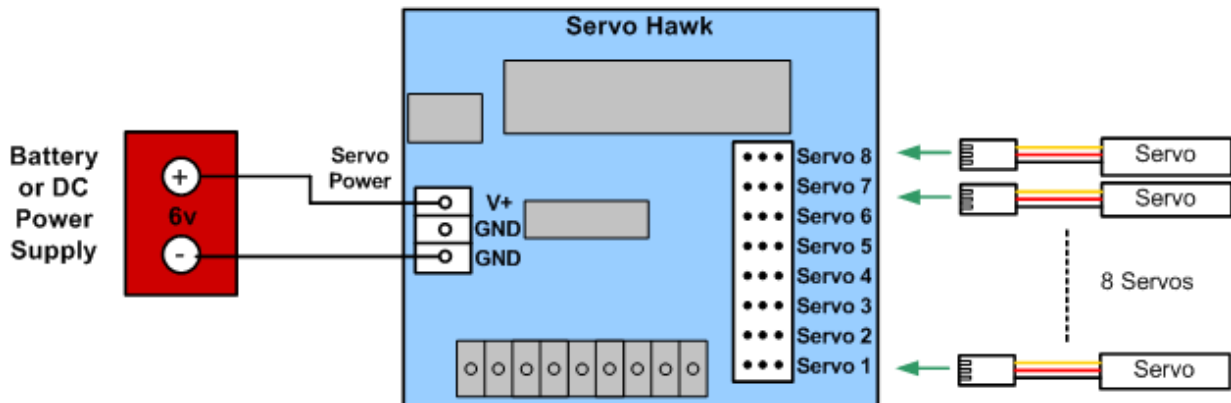 Servo Hawk
Battery
or DC
Power
Supply
+
6v
-
Servo
Power
V+
GND
GND
Servo 8
Servo 7
Servo 6
Servo 5
Servo 4
Servo 3
Servo 2
Servo 1
Servo
Servo
8 Servos
Servo